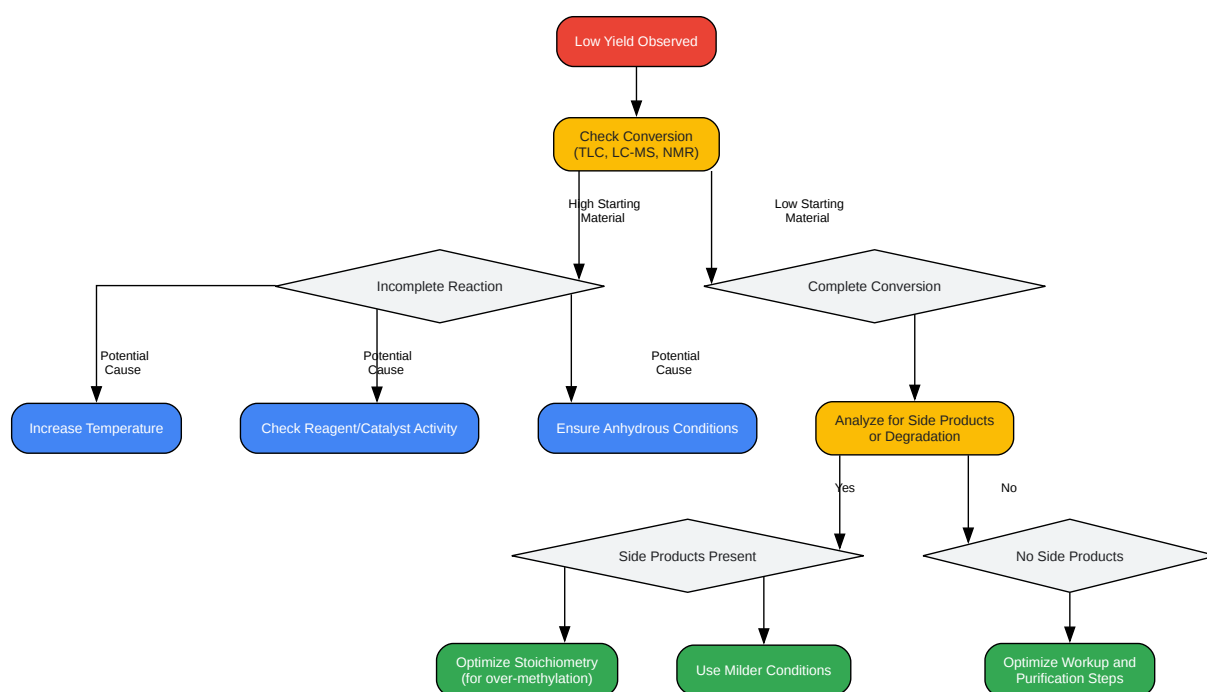 Low Yield Observed
Check Conversion
(TLC, LC-MS, NMR)
High Starting
Material
Low Starting
Material
Incomplete Reaction
Complete Conversion
Potential
Cause
Potential
Cause
Potential
Cause
Increase Temperature
Check Reagent/Catalyst Activity
Ensure Anhydrous Conditions
Analyze for Side Products
or Degradation
Yes
No
Side Products Present
No Side Products
Optimize Stoichiometry
(for over-methylation)
Use Milder Conditions
Optimize Workup and
Purification Steps